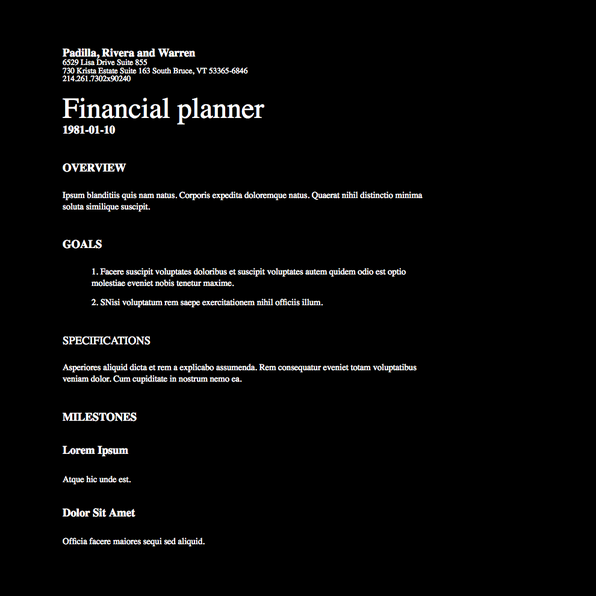 Padilla, Rivera and Warren
6529 Lisa Drive Suite 855
730 Krista Estate Suite 163 South Bruce, VT 53365-6846
214.261.7302x90240
Financial planner
1981-01-10
OVERVIEW
Ipsum blanditiis quis nam natus. Corporis expedita doloremque natus. Quaerat nihil distinctio minima
soluta similique suscipit.
GOALS
1. Facere suscipit voluptates doloribus et suscipit voluptates autem quidem odio est optio
molestiae eveniet nobis tenetur maxime.
2. SNisi voluptatum rem saepe exercitationem nihil officiis illum.
SPECIFICATIONS
Asperiores aliquid dicta et rem a explicabo assumenda. Rem consequatur eveniet totam voluptatibus
veniam dolor. Cum cupiditate in nostrum nemo ea.
MILESTONES
Lorem Ipsum
Atque hic unde est.
Dolor Sit Amet
Officia facere maiores sequi sed aliquid.